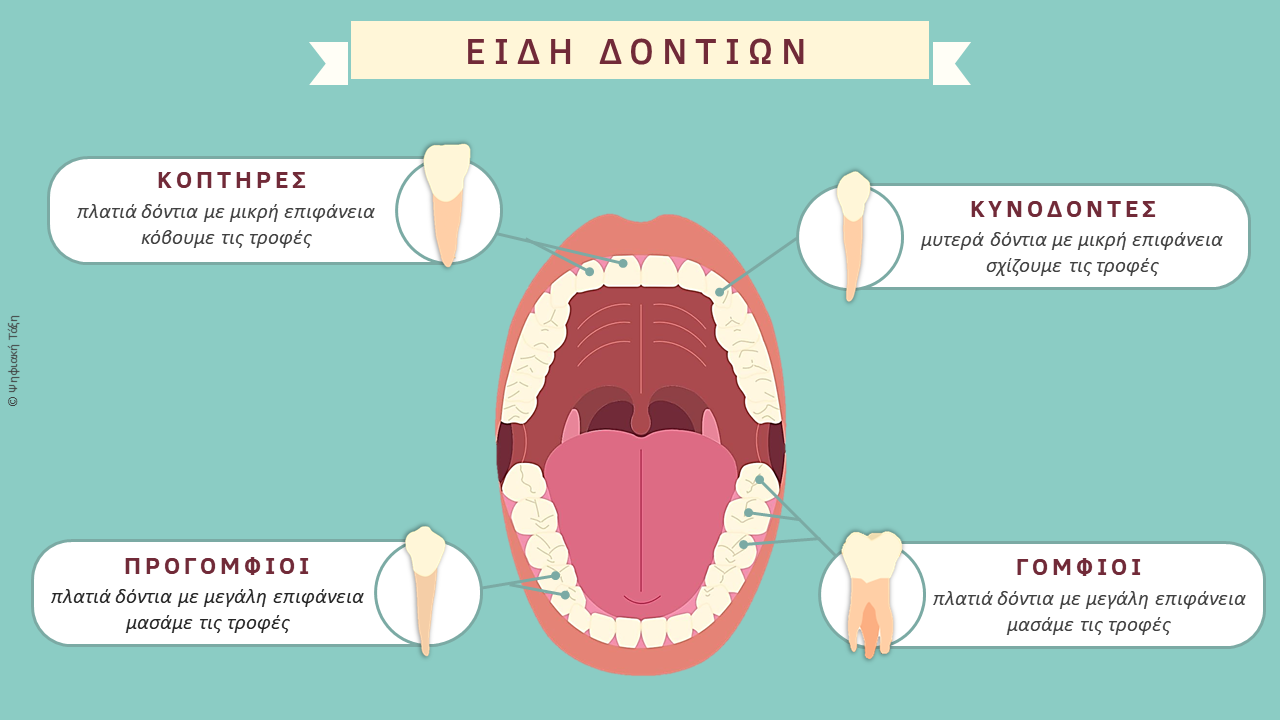 ΕΙΔΗ ΔΟΝΤΙΩΝ
ΚΟΠΤΗΡΕΣ
πλατιά δόντια με μικρή επιφάνεια
κόβουμε τις τροφές
ΚΥΝΟΔΟΝΤΕΣ
μυτερά δόντια με μικρή επιφάνεια
σχίζουμε τις τροφές
© Ψηφιακή Τάξη
ΠΡΟΓΟΜΦΙΟΙ
πλατιά δόντια με μεγάλη επιφάνεια
μασάμε τις τροφές
ΓΟΜΦΙΟΙ
πλατιά δόντια με μεγάλη επιφάνεια
μασάμε τις τροφές